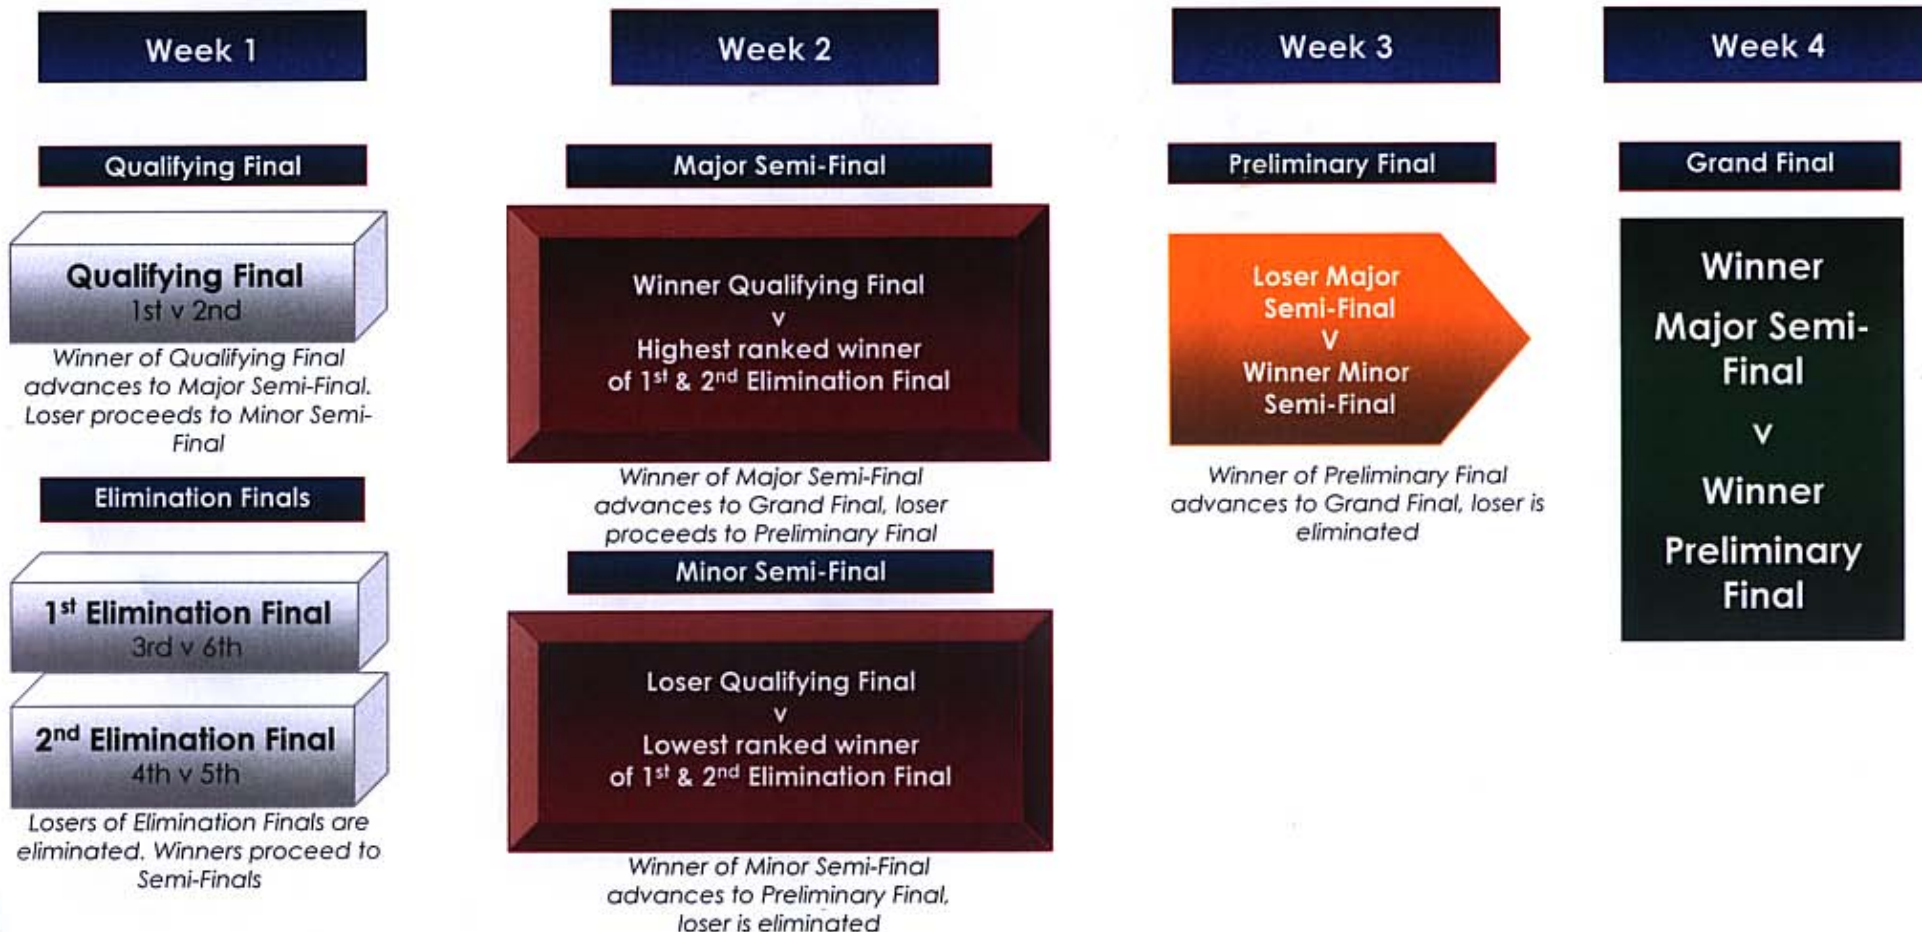 Week 1
Qualifying Final
Qualifying Final
1st v 2nd
Winner of Qualifying Final
advances to Major Semi-Final.
Loser proceeds to Minor Semi-
Final
Elimination Finals
1st Elimination Final
3rd v 6th
2nd Elimination Final
4th v 5th
Losers of Elimination Finals are
eliminated. Winners proceed to
Semi-Finals
Week 2
Major Semi-Final
Winner Qualifying Final
v
Highest ranked winner
of 1st & 2nd Elimination Final
Winner of Major Semi-Final
advances to Grand Final, loser
proceeds to Preliminary Final
Minor Semi-Final
Loser Qualifying Final
v
Lowest ranked winner
of 1st & 2nd Elimination Final
Winner of Minor Semi-Final
advances to Preliminary Final,
loser is eliminated
Week 3
Preliminary Final
Loser Major
Semi-Final
V
Winner Minor
Semi-Final
Winner of Preliminary Final
advances to Grand Final, loser is
eliminated
Week 4
Grand Final
Winner
Major Semi-
Final
v
Winner
Preliminary
Final